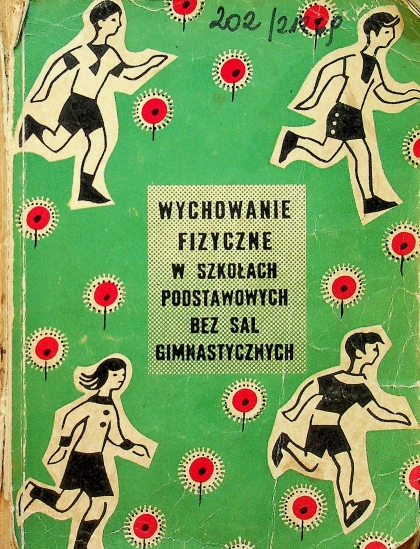 WYCHOWANIE
FIZYCZNE
W SZKOŁACH
PODSTAWOWYCH
BEZ SAL
GIMNASTYCZNYCH